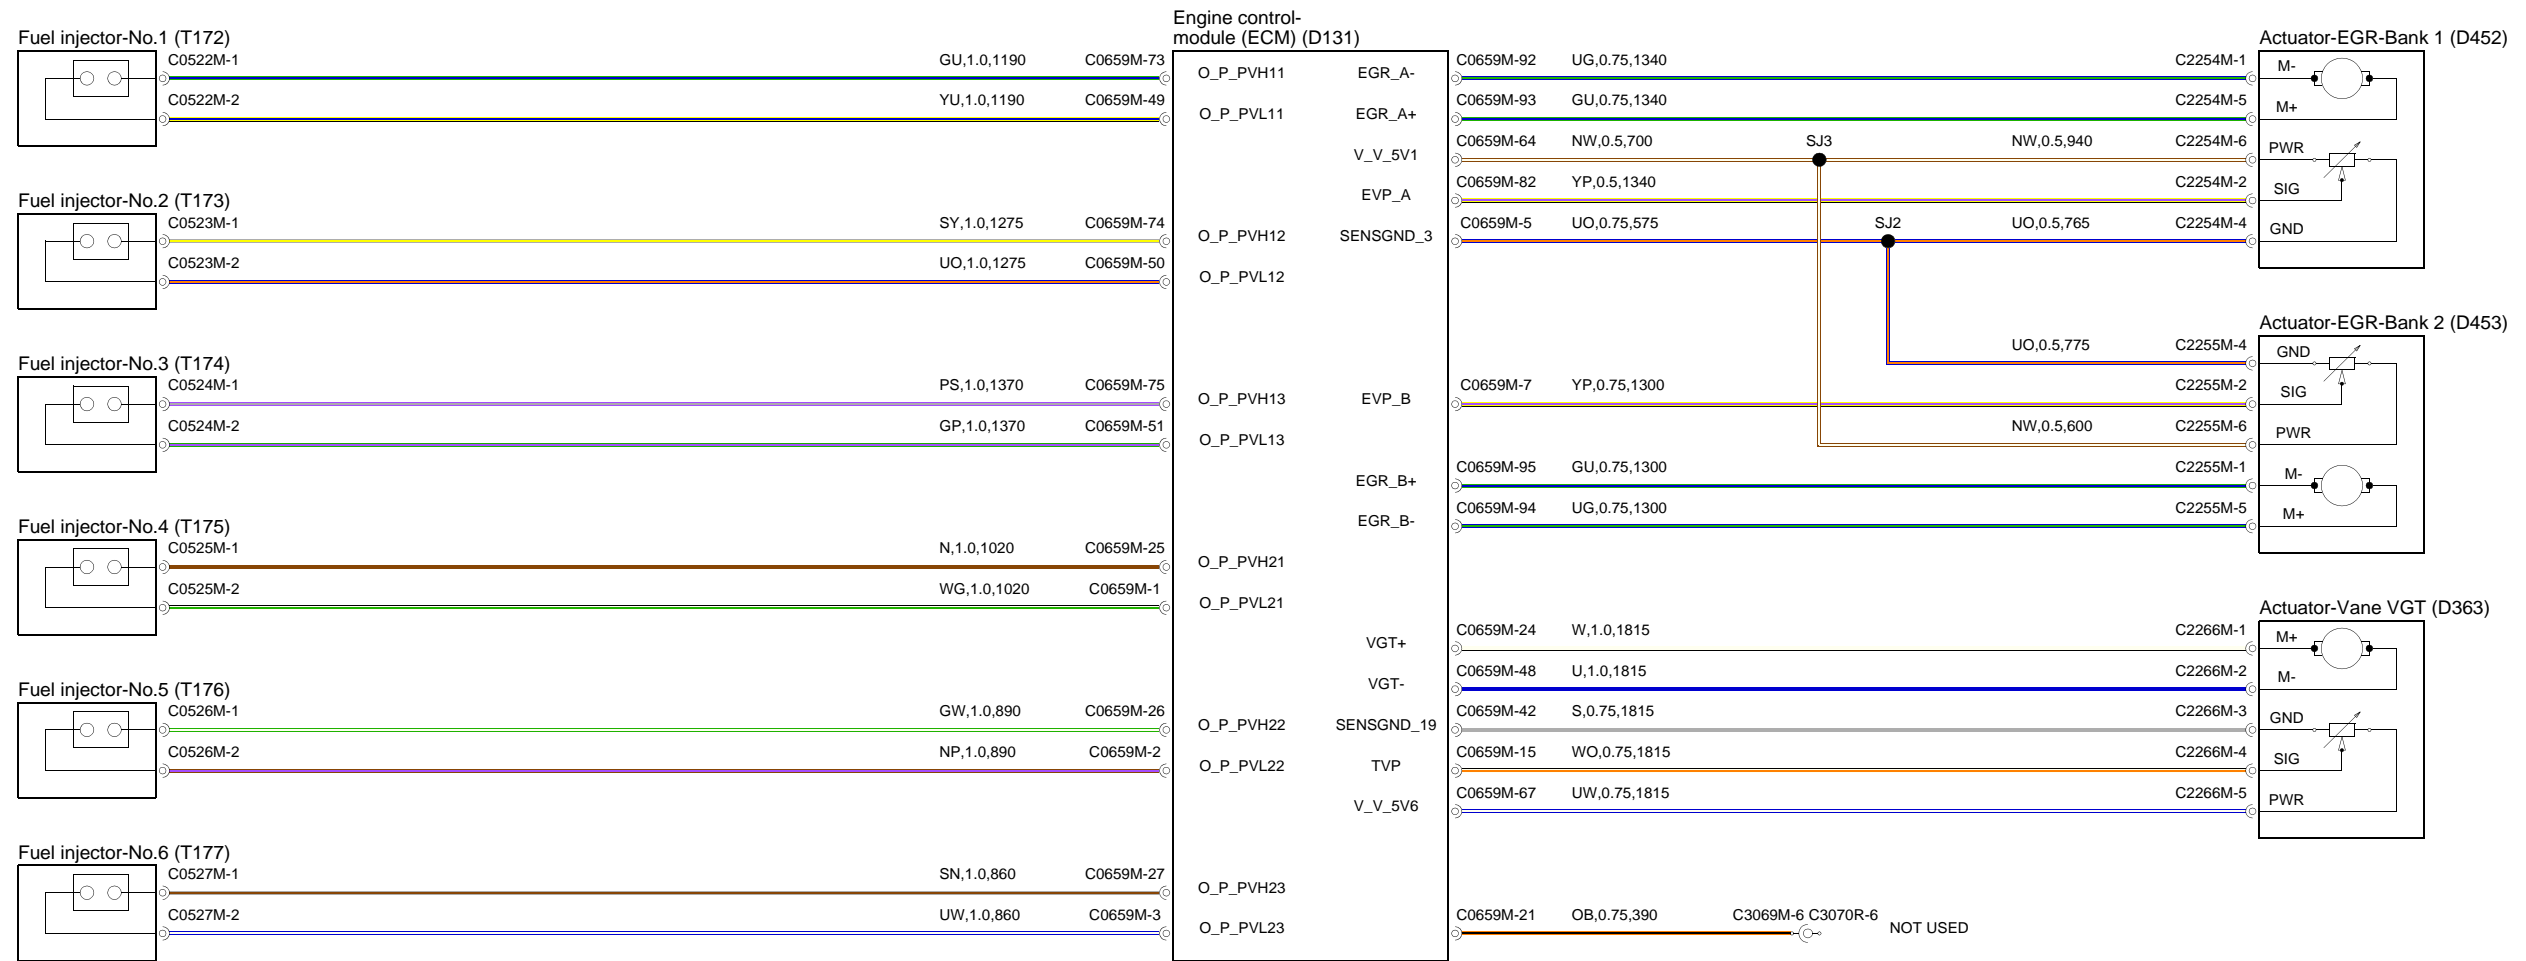 Engine control-
module (ECM) (D131)
Fuel injector-No.1 (T172)
C0522M-1 GU,1.0,1190 C0659M-73 O_P_PVH11
C0522M-2 YU,1.0,1190 C0659M-49 O_P_PVL11
Fuel injector-No.2 (T173)
C0523M-1 SY,1.0,1275 C0659M-74 O_P_PVH12
C0523M-2 UO,1.0,1275 C0659M-50 O_P_PVL12
Fuel injector-No.3 (T174)
C0524M-1 PS,1.0,1370 C0659M-75 O_P_PVH13
C0524M-2 GP,1.0,1370 C0659M-51 O_P_PVL13
Fuel injector-No.4 (T175)
C0525M-1 N,1.0,1020 C0659M-25 O_P_PVH21
C0525M-2 WG,1.0,1020 C0659M-1 O_P_PVL21
Fuel injector-No.5 (T176)
C0526M-1 GW,1.0,890 C0659M-26 O_P_PVH22
C0526M-2 NP,1.0,890 C0659M-2 O_P_PVL22
Fuel injector-No.6 (T177)
C0527M-1 SN,1.0,860 C0659M-27 O_P_PVH23
C0527M-2 UW,1.0,860 C0659M-3 O_P_PVL23
Actuator-EGR-Bank 1 (D452)
EGR_A- C0659M-92 UG,0.75,1340 C2254M-1 M-
EGR_A+ C0659M-93 GU,0.75,1340 C2254M-5 M+
V_V_5V1 C0659M-64 NW,0.5,700 SJ3 NW,0.5,940 C2254M-6 PWR
EVP_A C0659M-82 YP,0.5,1340 C2254M-2 SIG
SENSGND_3 C0659M-5 UO,0.75,575 SJ2 UO,0.5,765 C2254M-4 GND
Actuator-EGR-Bank 2 (D453)
UO,0.5,775 C2255M-4 GND
EVP_B C0659M-7 YP,0.75,1300 C2255M-2 SIG
NW,0.5,600 C2255M-6 PWR
EGR_B+ C0659M-95 GU,0.75,1300 C2255M-1 M-
EGR_B- C0659M-94 UG,0.75,1300 C2255M-5 M+
Actuator-Vane VGT (D363)
VGT+ C0659M-24 W,1.0,1815 C2266M-1 M+
VGT- C0659M-48 U,1.0,1815 C2266M-2 M-
SENSGND_19 C0659M-42 S,0.75,1815 C2266M-3 GND
TVP C0659M-15 WO,0.75,1815 C2266M-4 SIG
V_V_5V6 C0659M-67 UW,0.75,1815 C2266M-5 PWR
C0659M-21 OB,0.75,390 C3069M-6 C3070R-6 NOT USED